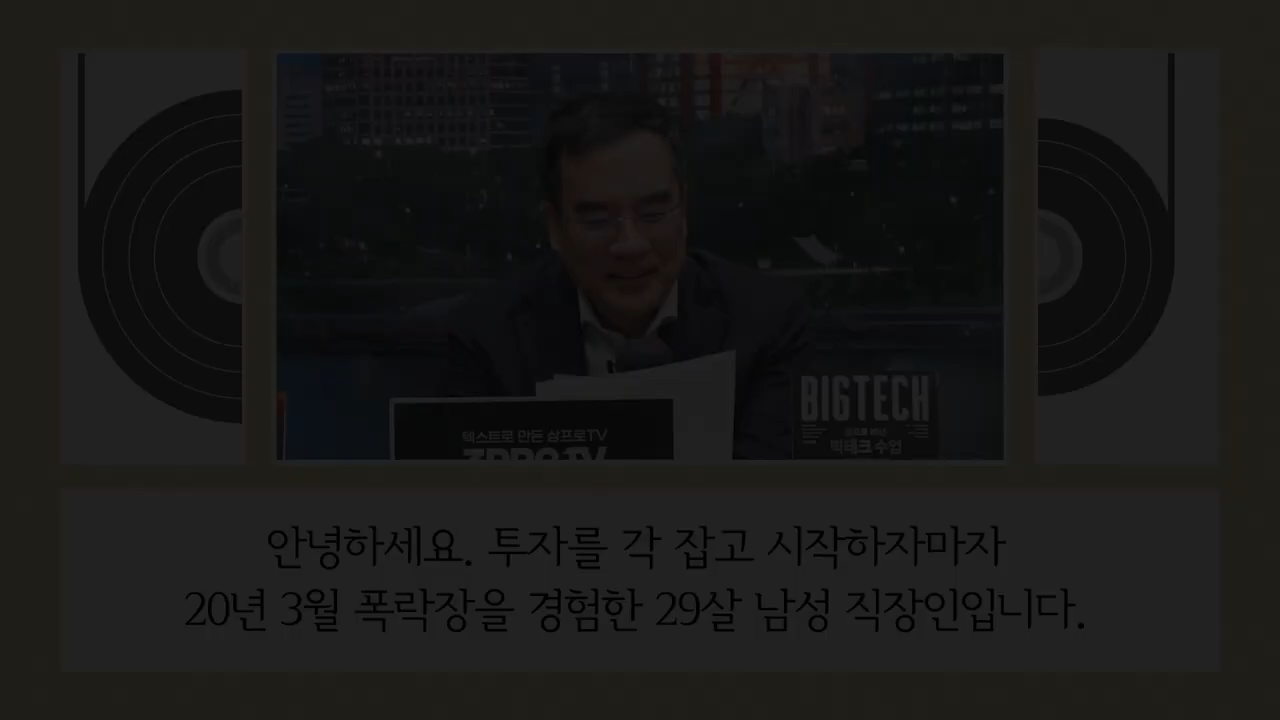 BIGTECH
빅테크 수업
텍스트로 만든 삼프로TV
3PRO TV
안녕하세요. 투자를 각 잡고 시작하자마자
20년 3월 폭락장을 경험한 29살 남성 직장인입니다.